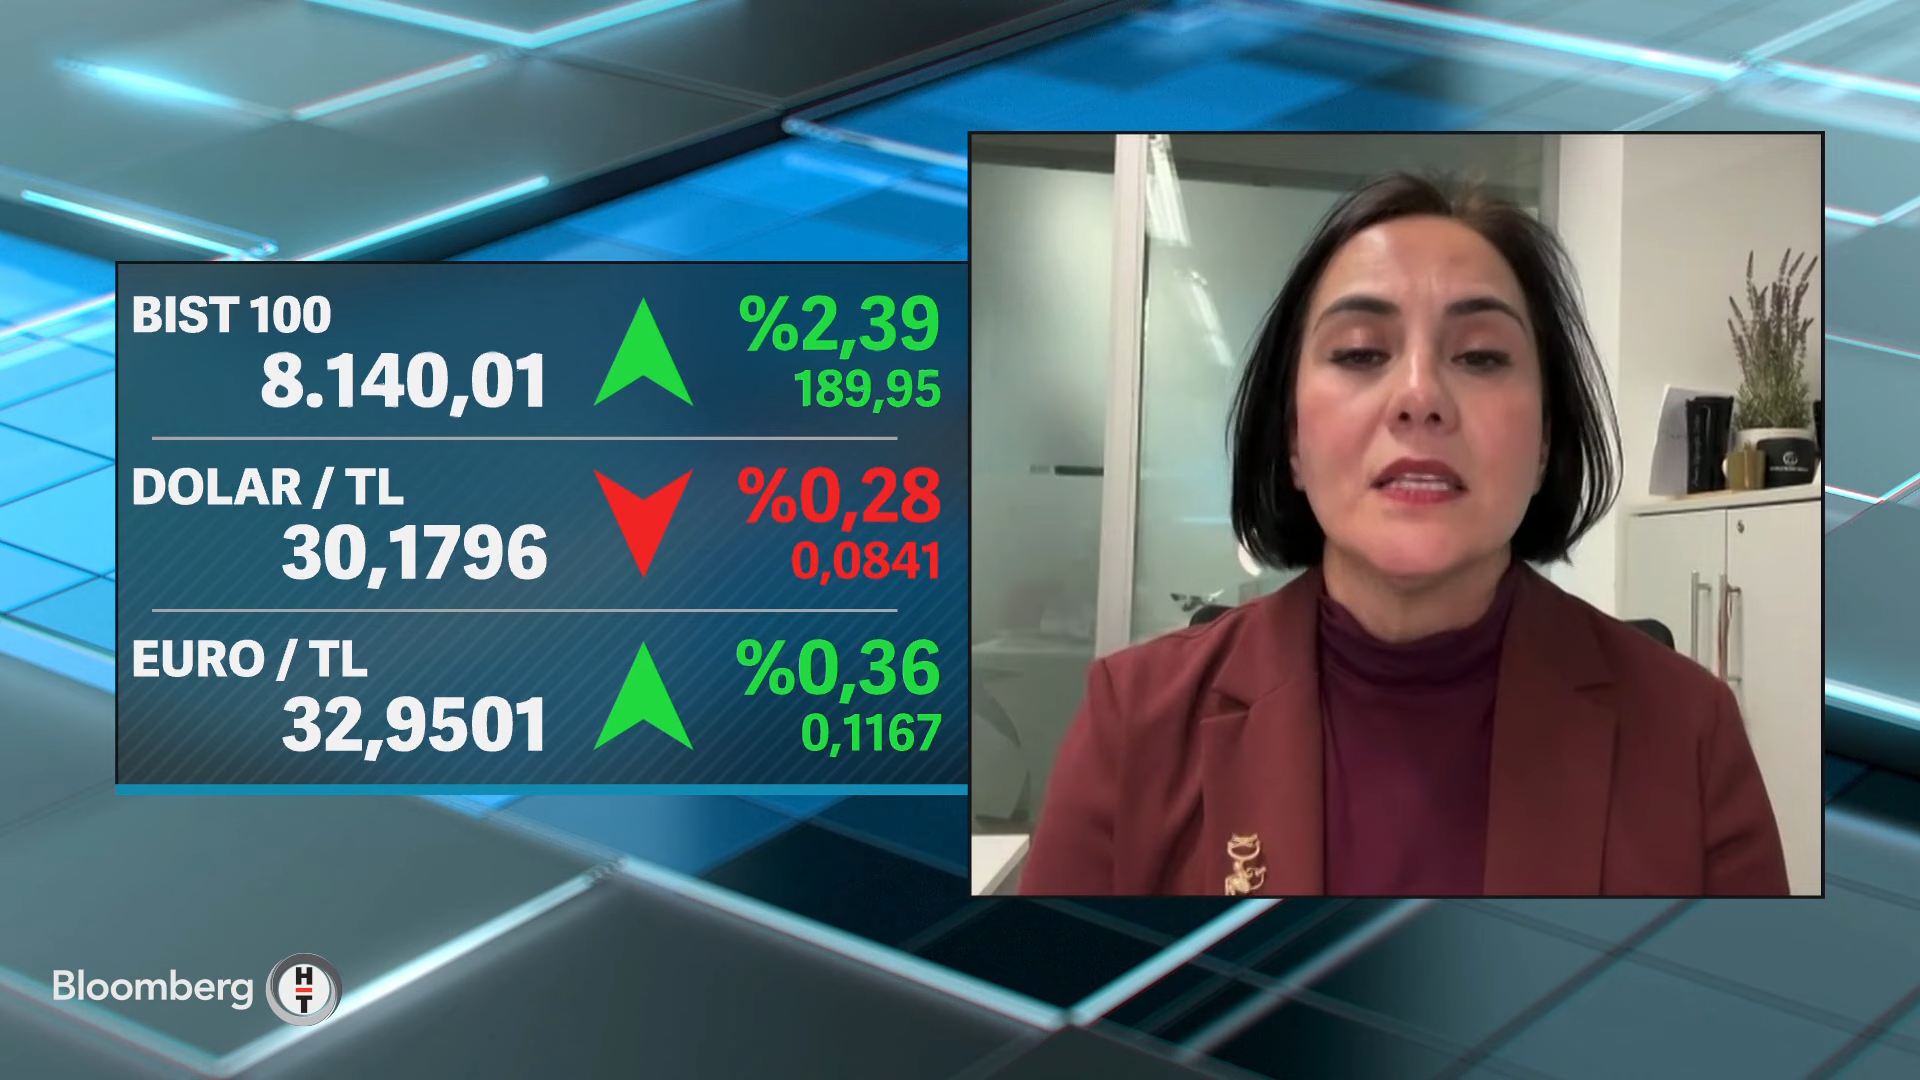 BIST 100
8.140,01
%2,39
189,95
DOLAR / TL
30,1796
%0,28
0,0841
EURO / TL
32,9501
%0,36
0,1167
Bloomberg HT